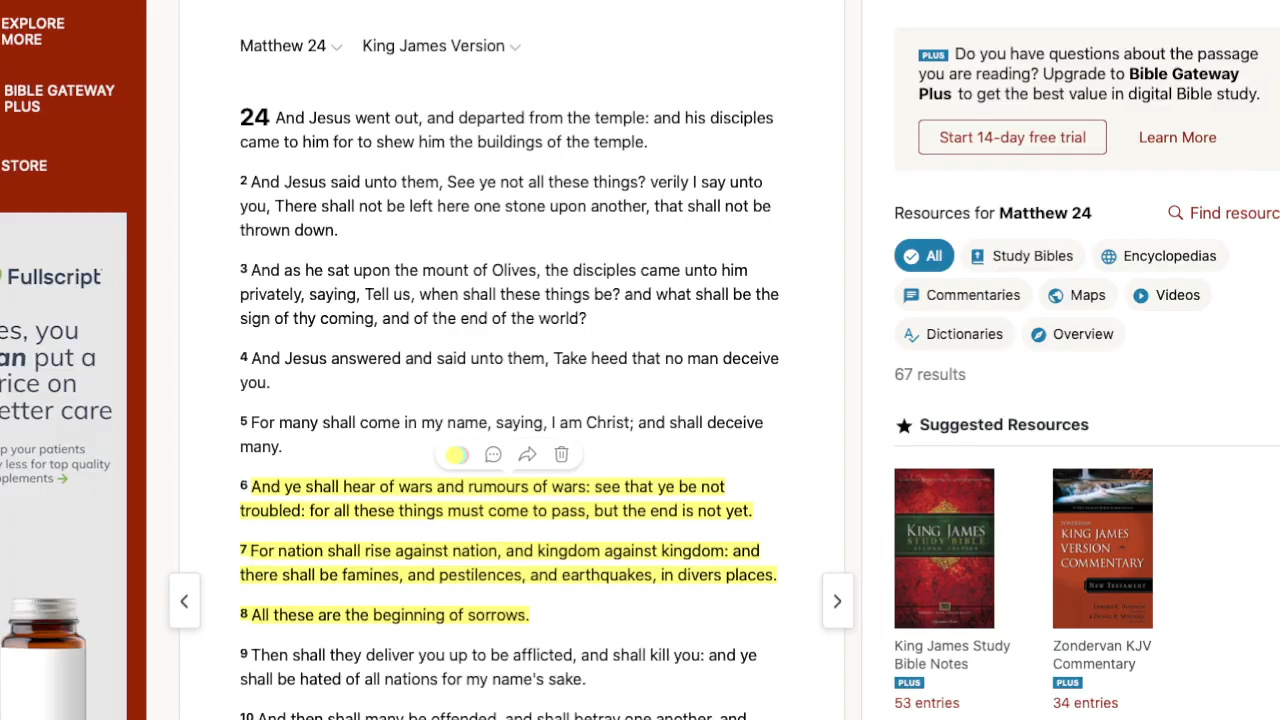 EXPLORE
MORE
BIBLE GATEWAY
PLUS
STORE
Fullscript
es, you
an put a
rice on
etter care
p your patients
y less for top quality
plements →
Matthew 24
King James Version
24 And Jesus went out, and departed from the temple: and his disciples
came to him for to shew him the buildings of the temple.
2 And Jesus said unto them, See ye not all these things? verily I say unto
you, There shall not be left here one stone upon another, that shall not be
thrown down.
3 And as he sat upon the mount of Olives, the disciples came unto him
privately, saying, Tell us, when shall these things be? and what shall be the
sign of thy coming, and of the end of the world?
4 And Jesus answered and said unto them, Take heed that no man deceive
you.
5 For many shall come in my name, saying, I am Christ; and shall deceive
many.
6 And ye shall hear of wars and rumours of wars: see that ye be not
troubled: for all these things must come to pass, but the end is not yet.
7 For nation shall rise against nation, and kingdom against kingdom: and
there shall be famines, and pestilences, and earthquakes, in divers places.
8 All these are the beginning of sorrows.
9 Then shall they deliver you up to be afflicted, and shall kill you: and ye
shall be hated of all nations for my name's sake.
10 And then shall many be offended, and shall betray one another, and
PLUS Do you have questions about the passage
you are reading? Upgrade to Bible Gateway
Plus to get the best value in digital Bible study.
Start 14-day free trial
Learn More
Resources for Matthew 24
Find resourc
All
Study Bibles
Encyclopedias
Commentaries
Maps
Videos
Dictionaries
Overview
67 results
Suggested Resources
KING JAMES
STUDY BIBLE
SECOND EDITION
ZONDERVAN
KING JAMES
VERSION
COMMENTARY
NEW TESTAMENT
King James Study
Bible Notes
PLUS
53 entries
Zondervan KJV
Commentary
PLUS
34 entries